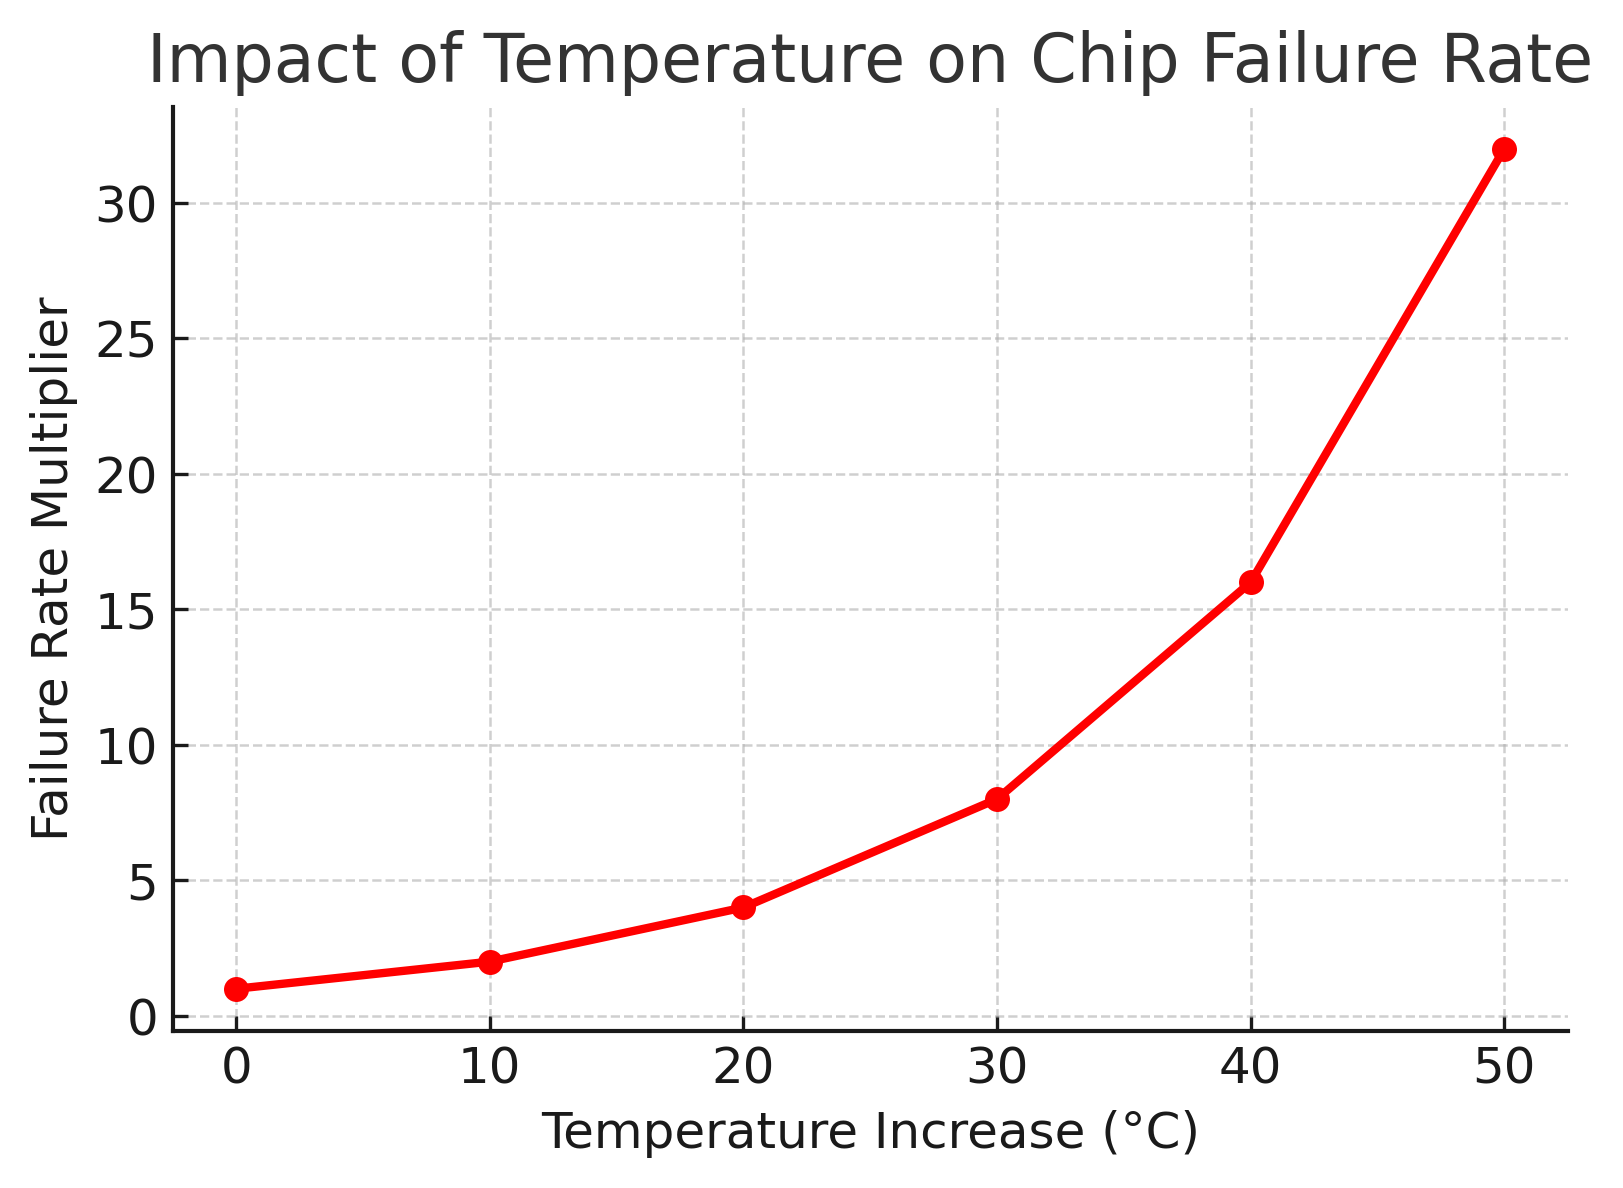 Impact of Temperature on Chip Failure Rate
Failure Rate Multiplier
30
25
20
15
10
5
0
0 10 20 30 40 50
Temperature Increase (°C)